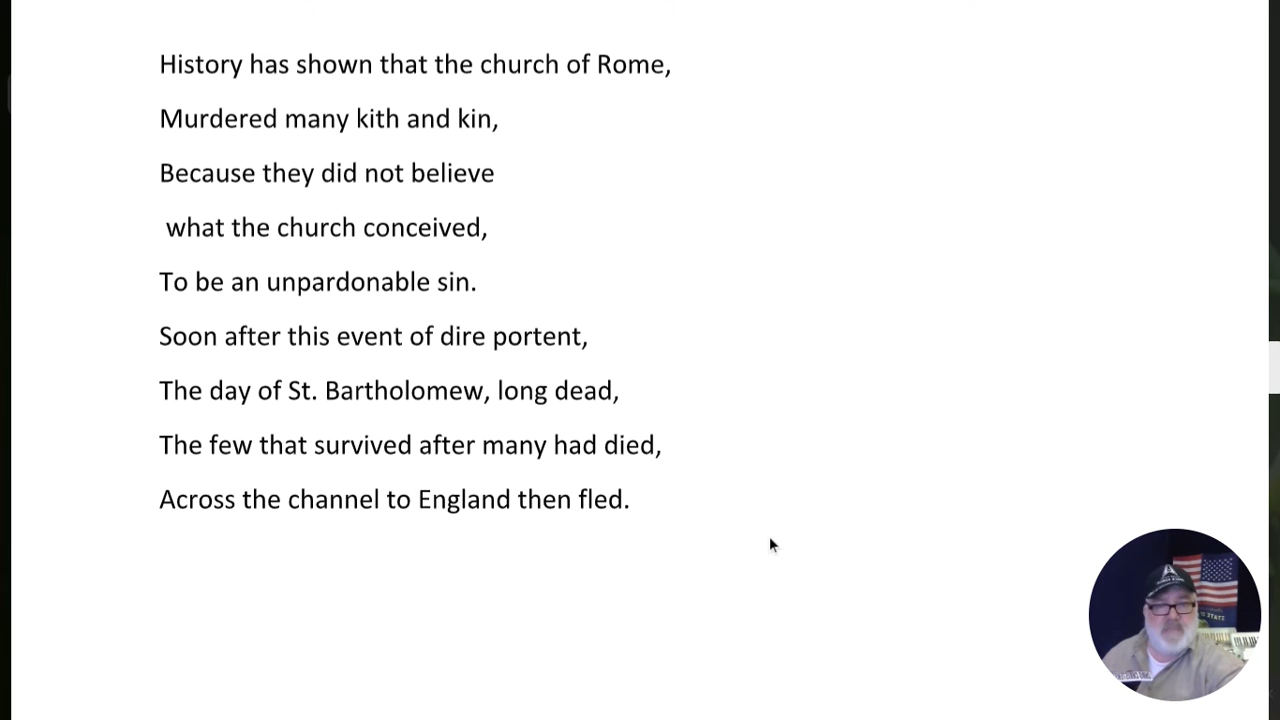 History has shown that the church of Rome,
Murdered many kith and kin,
Because they did not believe
what the church conceived,
To be an unpardonable sin.
Soon after this event of dire portent,
The day of St. Bartholomew, long dead,
The few that survived after many had died,
Across the channel to England then fled.